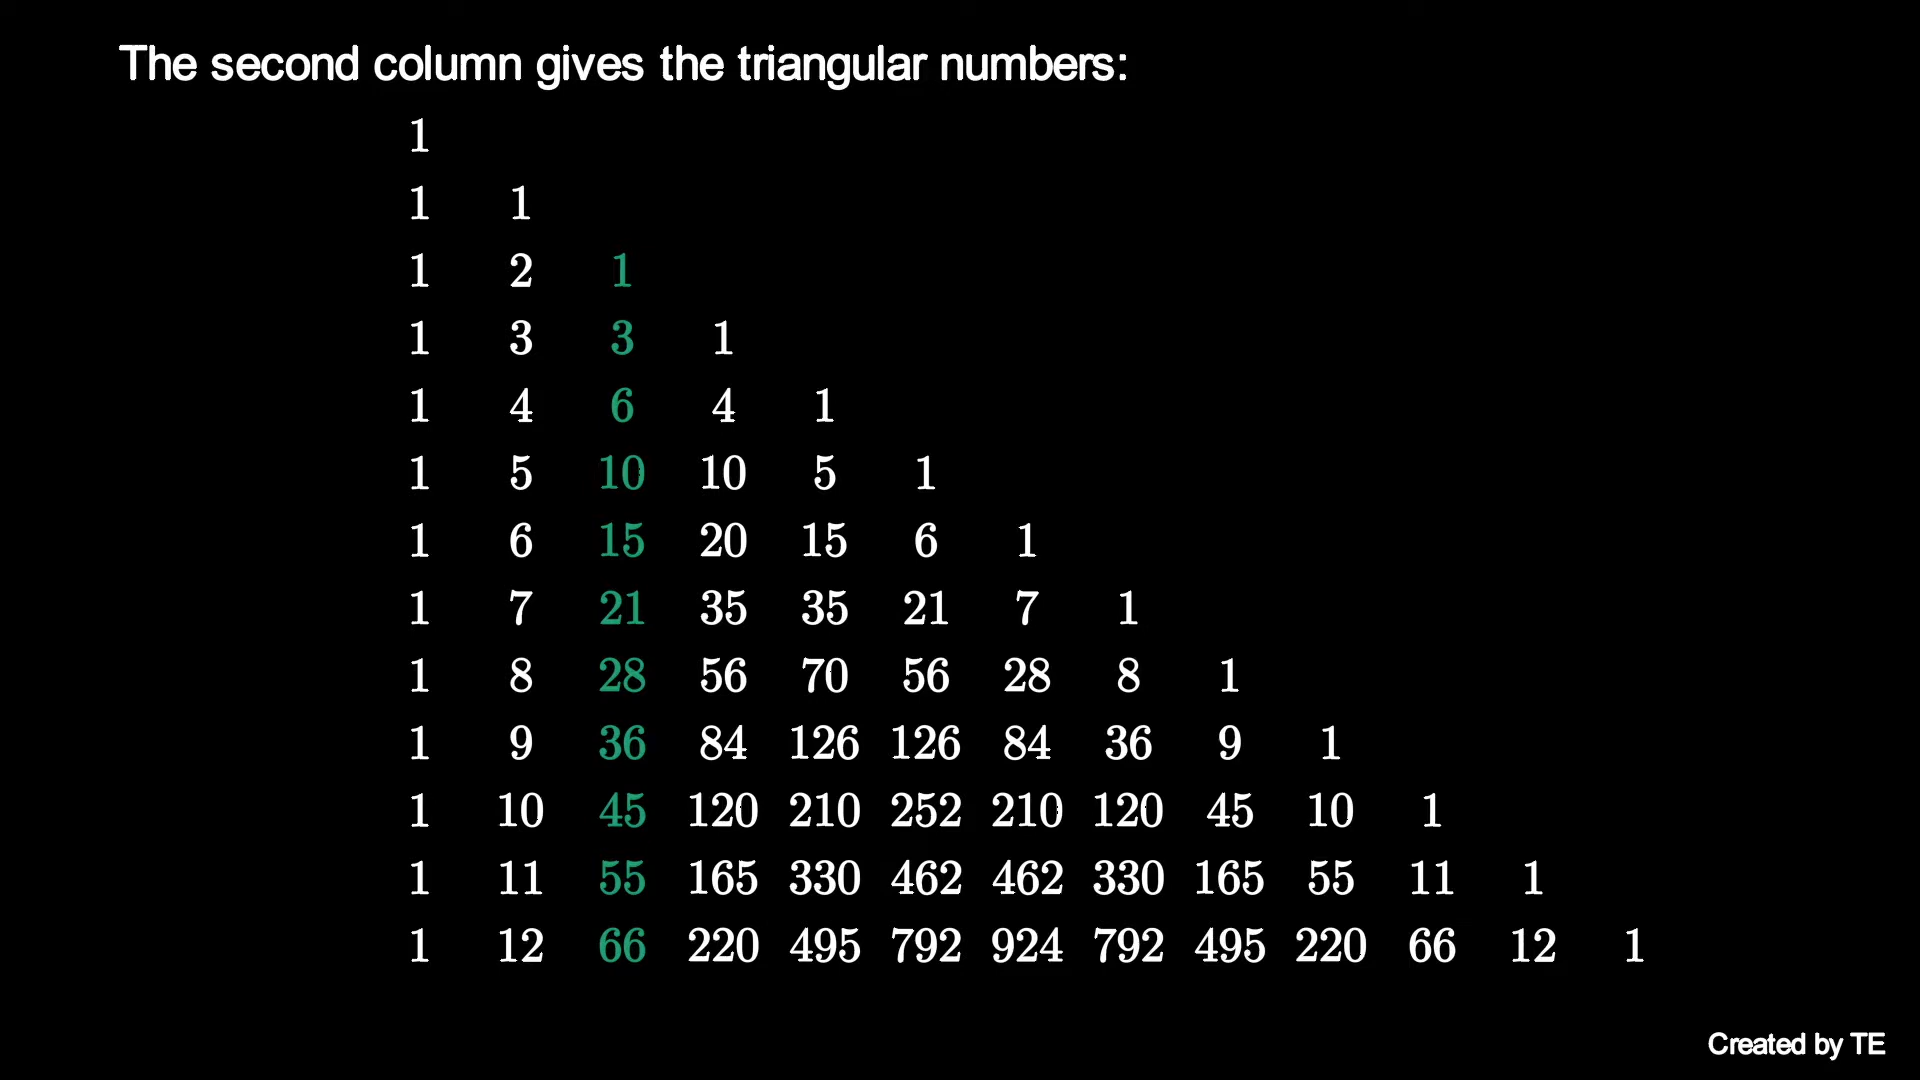 The second column gives the triangular numbers:
1
1 1
1 2 1
1 3 3 1
1 4 6 4 1
1 5 10 10 5 1
1 6 15 20 15 6 1
1 7 21 35 35 21 7 1
1 8 28 56 70 56 28 8 1
1 9 36 84 126 126 84 36 9 1
1 10 45 120 210 252 210 120 45 10 1
1 11 55 165 330 462 462 330 165 55 11 1
1 12 66 220 495 792 924 792 495 220 66 12 1
Created by TE